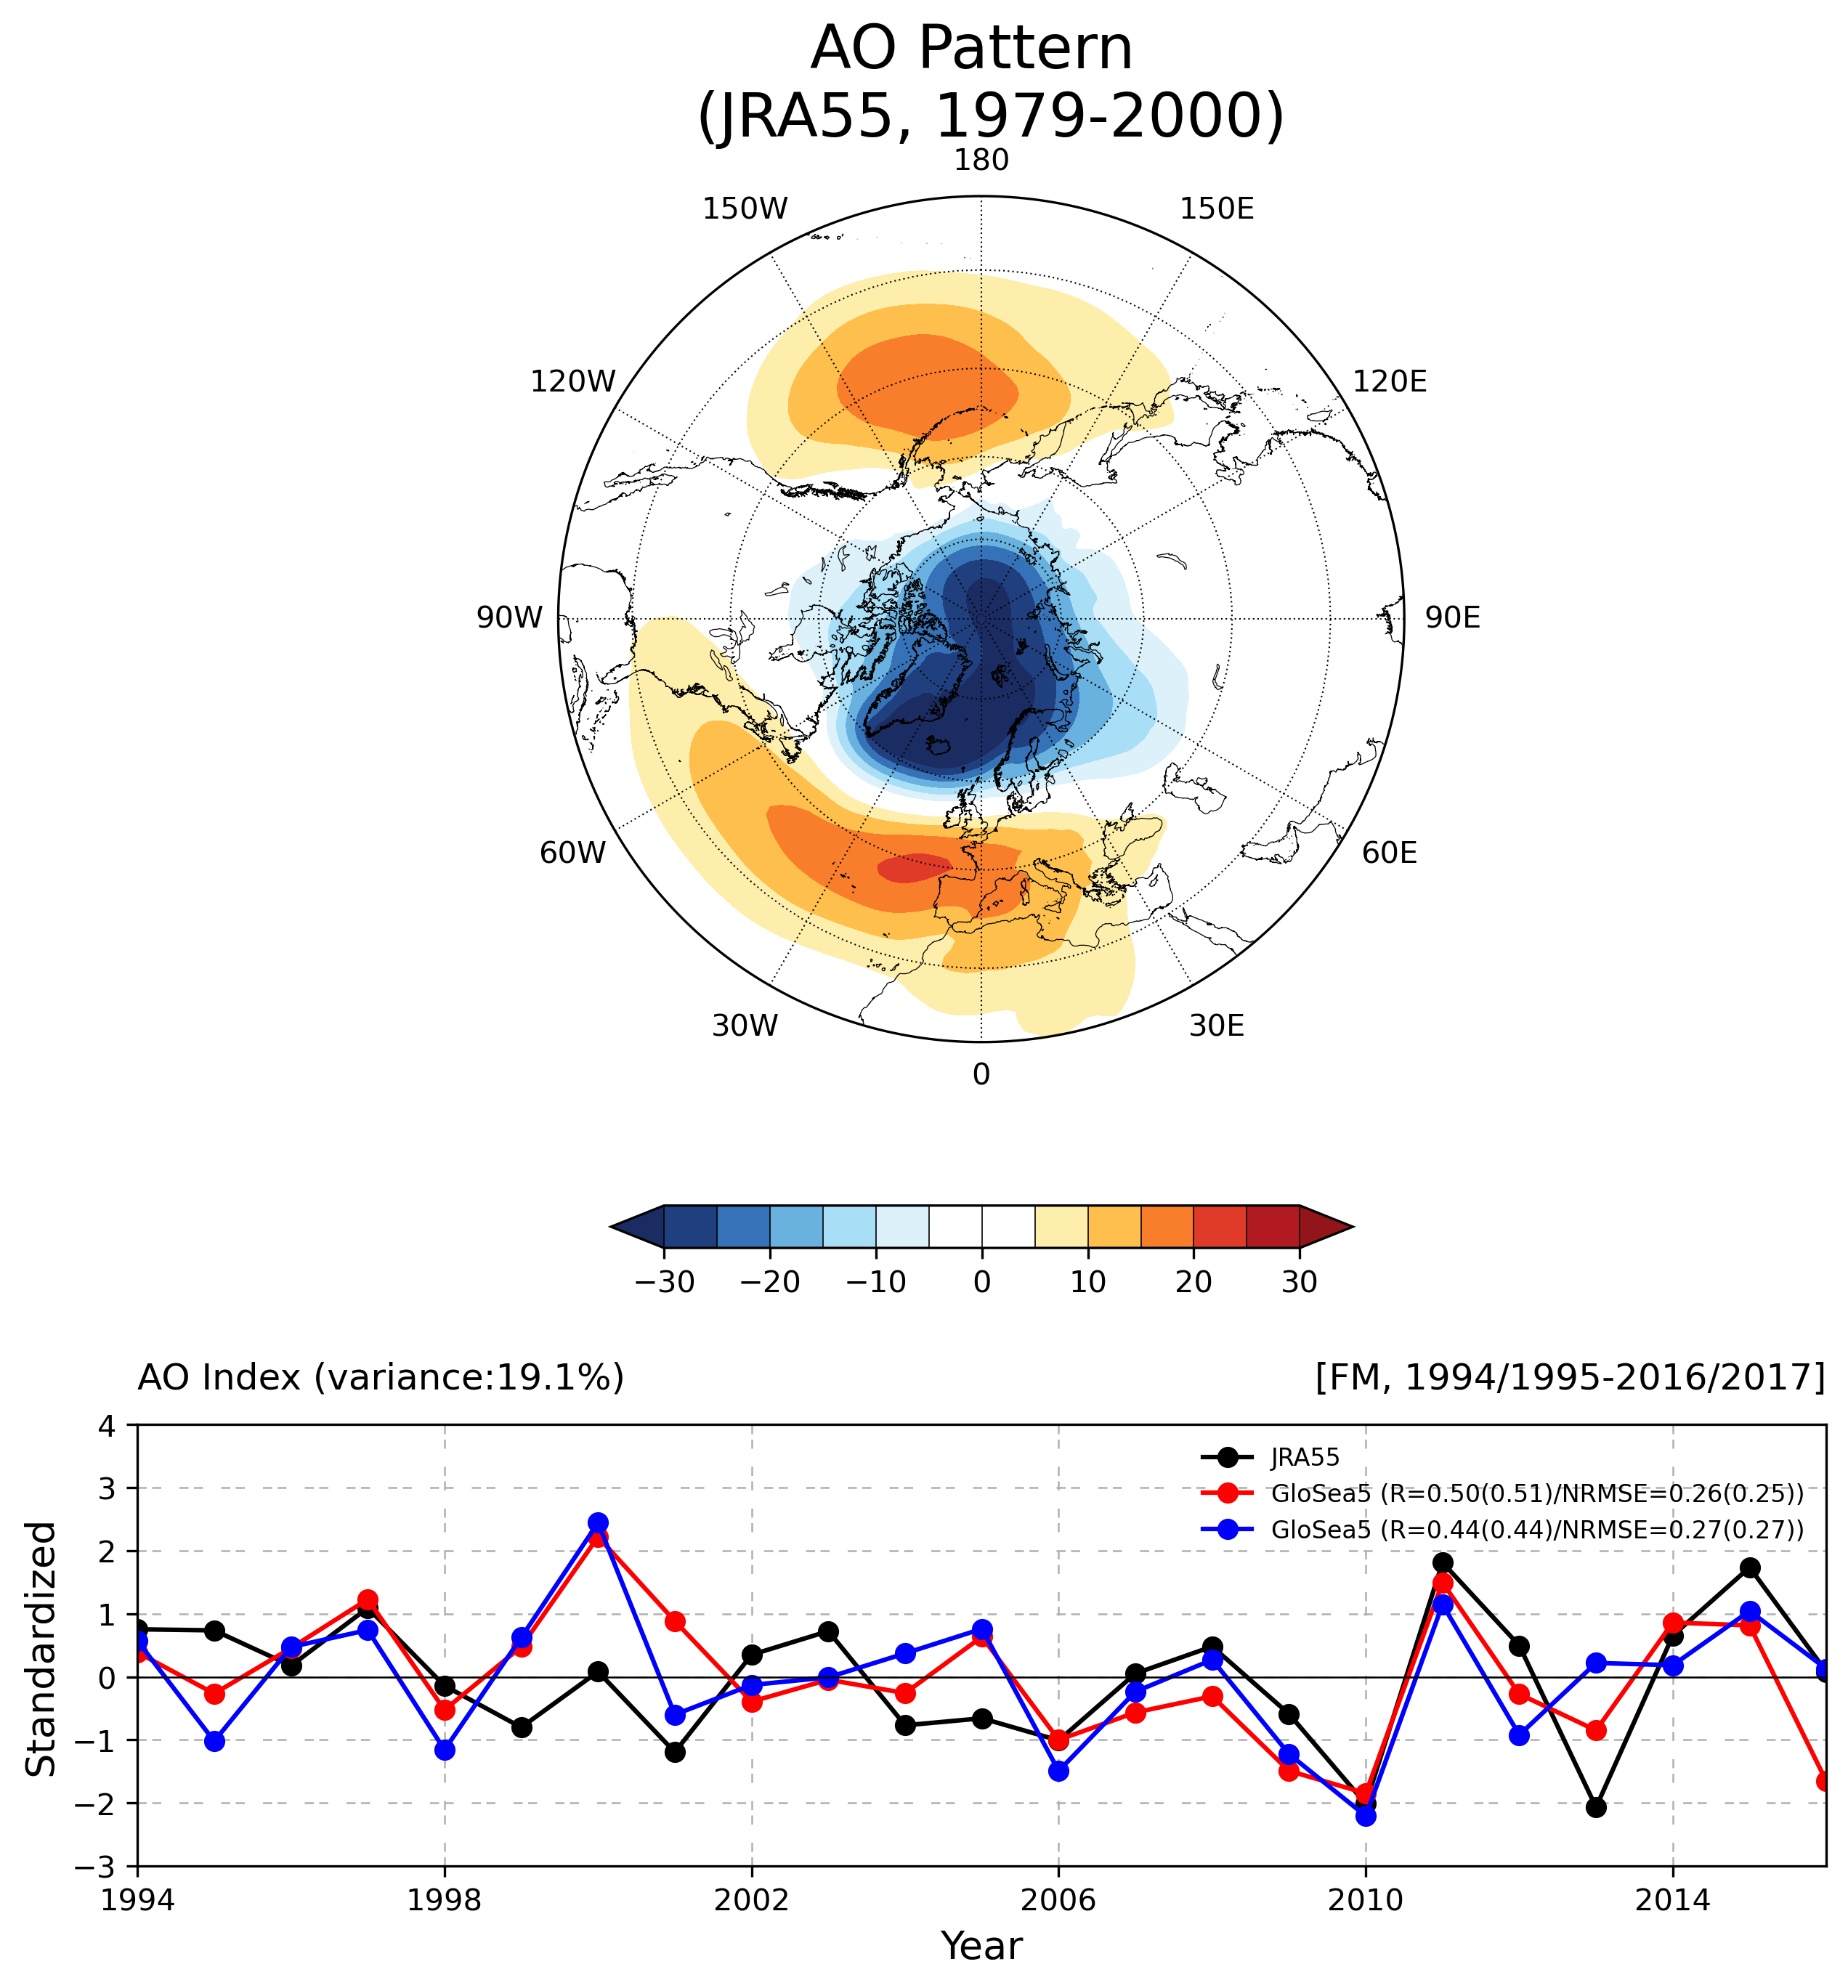 AO Pattern
(JRA55, 1979-2000)
180
150W
150E
120W
120E
90W
90E
60W
60E
30W
30E
0
−30 −20 −10 0 10 20 30
AO Index (variance:19.1%)
[FM, 1994/1995-2016/2017]
4
3
2
1
0
−1
−2
−3
Standardized
JRA55
GloSea5 (R=0.50(0.51)/NRMSE=0.26(0.25))
GloSea5 (R=0.44(0.44)/NRMSE=0.27(0.27))
1994 1998 2002 2006 2010 2014
Year